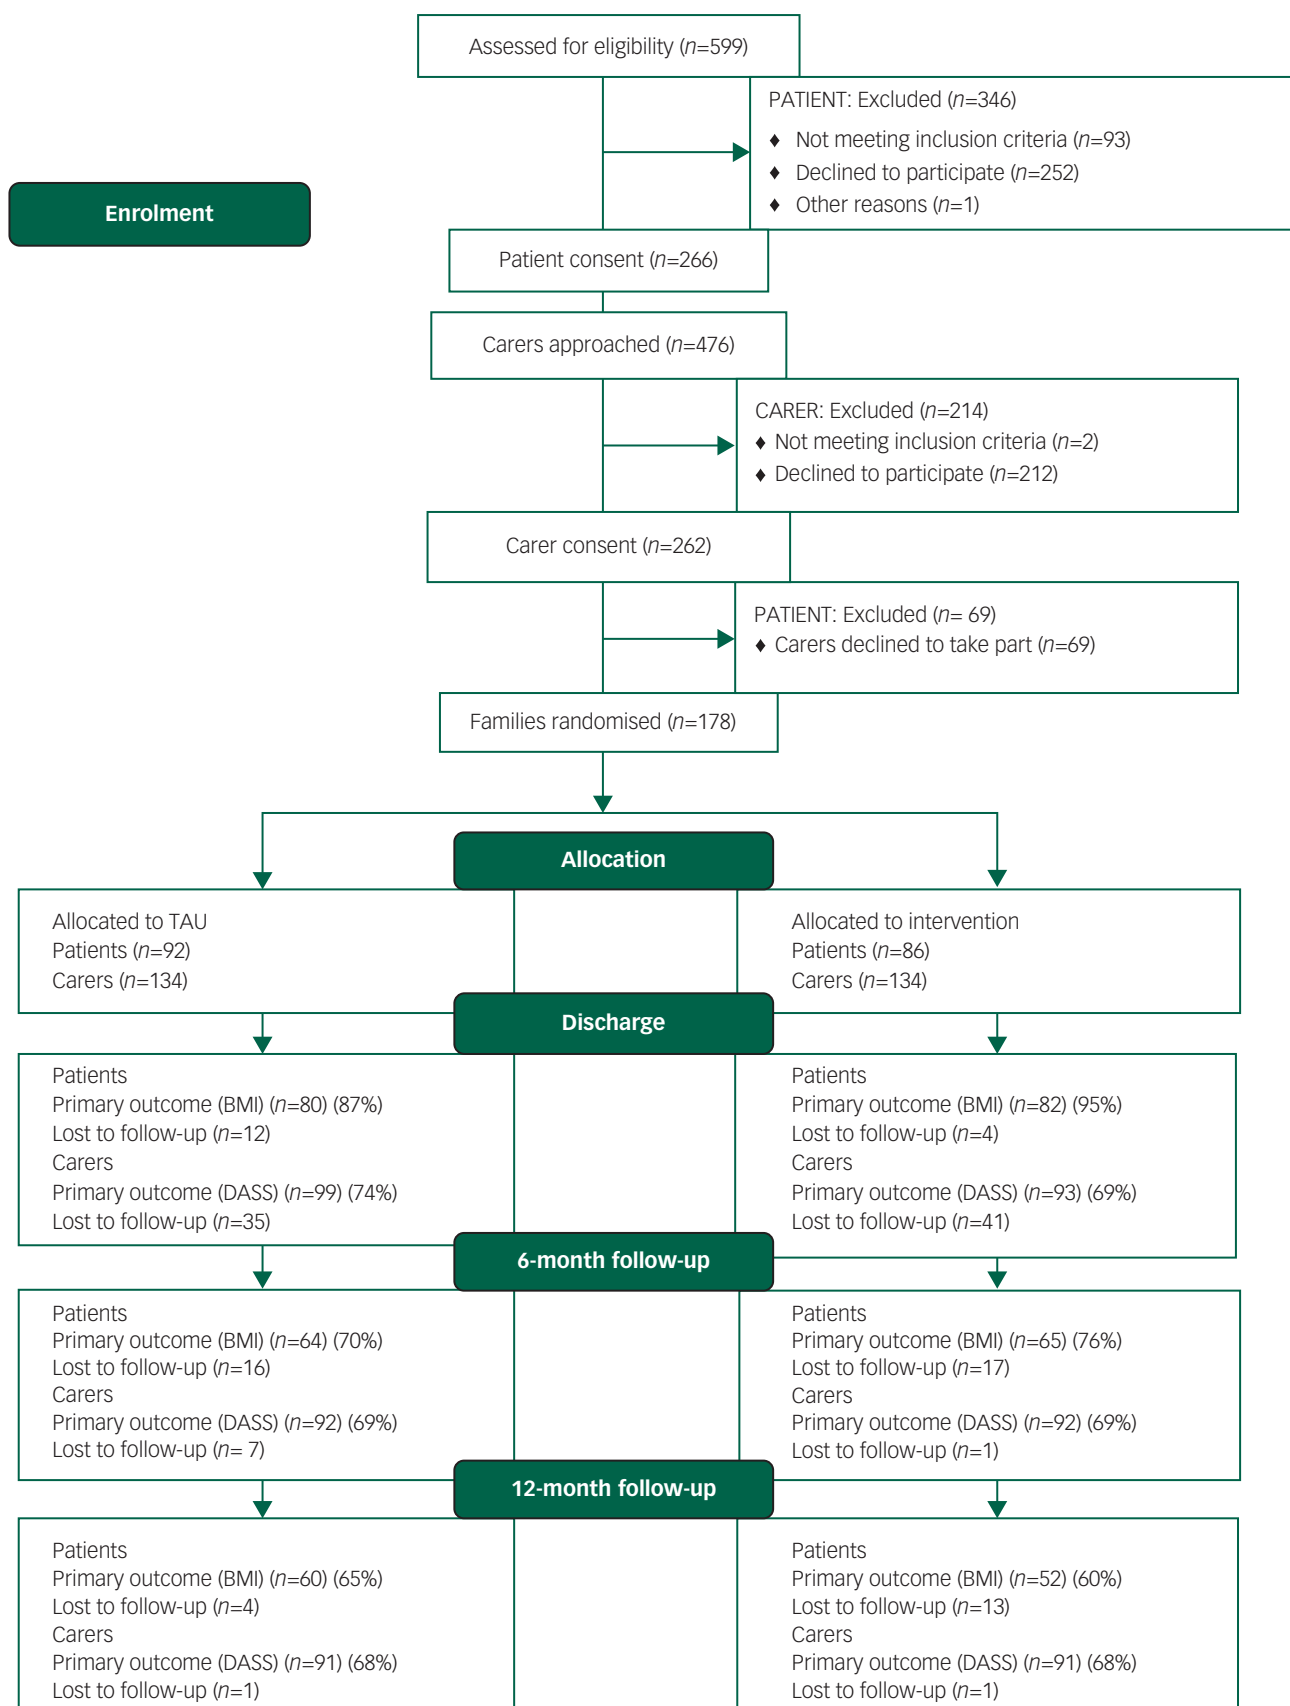 Assessed for eligibility (n=599)
PATIENT: Excluded (n=346)
♦ Not meeting inclusion criteria (n=93)
♦ Declined to participate (n=252)
♦ Other reasons (n=1)
Enrolment
Patient consent (n=266)
Carers approached (n=476)
CARER: Excluded (n=214)
♦ Not meeting inclusion criteria (n=2)
♦ Declined to participate (n=212)
Carer consent (n=262)
PATIENT: Excluded (n= 69)
♦ Carers declined to take part (n=69)
Families randomised (n=178)
Allocation
Allocated to TAU
Patients (n=92)
Carers (n=134)
Allocated to intervention
Patients (n=86)
Carers (n=134)
Discharge
Patients
Primary outcome (BMI) (n=80) (87%)
Lost to follow-up (n=12)
Carers
Primary outcome (DASS) (n=99) (74%)
Lost to follow-up (n=35)
Patients
Primary outcome (BMI) (n=82) (95%)
Lost to follow-up (n=4)
Carers
Primary outcome (DASS) (n=93) (69%)
Lost to follow-up (n=41)
6-month follow-up
Patients
Primary outcome (BMI) (n=64) (70%)
Lost to follow-up (n=16)
Carers
Primary outcome (DASS) (n=92) (69%)
Lost to follow-up (n= 7)
Patients
Primary outcome (BMI) (n=65) (76%)
Lost to follow-up (n=17)
Carers
Primary outcome (DASS) (n=92) (69%)
Lost to follow-up (n=1)
12-month follow-up
Patients
Primary outcome (BMI) (n=60) (65%)
Lost to follow-up (n=4)
Carers
Primary outcome (DASS) (n=91) (68%)
Lost to follow-up (n=1)
Patients
Primary outcome (BMI) (n=52) (60%)
Lost to follow-up (n=13)
Carers
Primary outcome (DASS) (n=91) (68%)
Lost to follow-up (n=1)